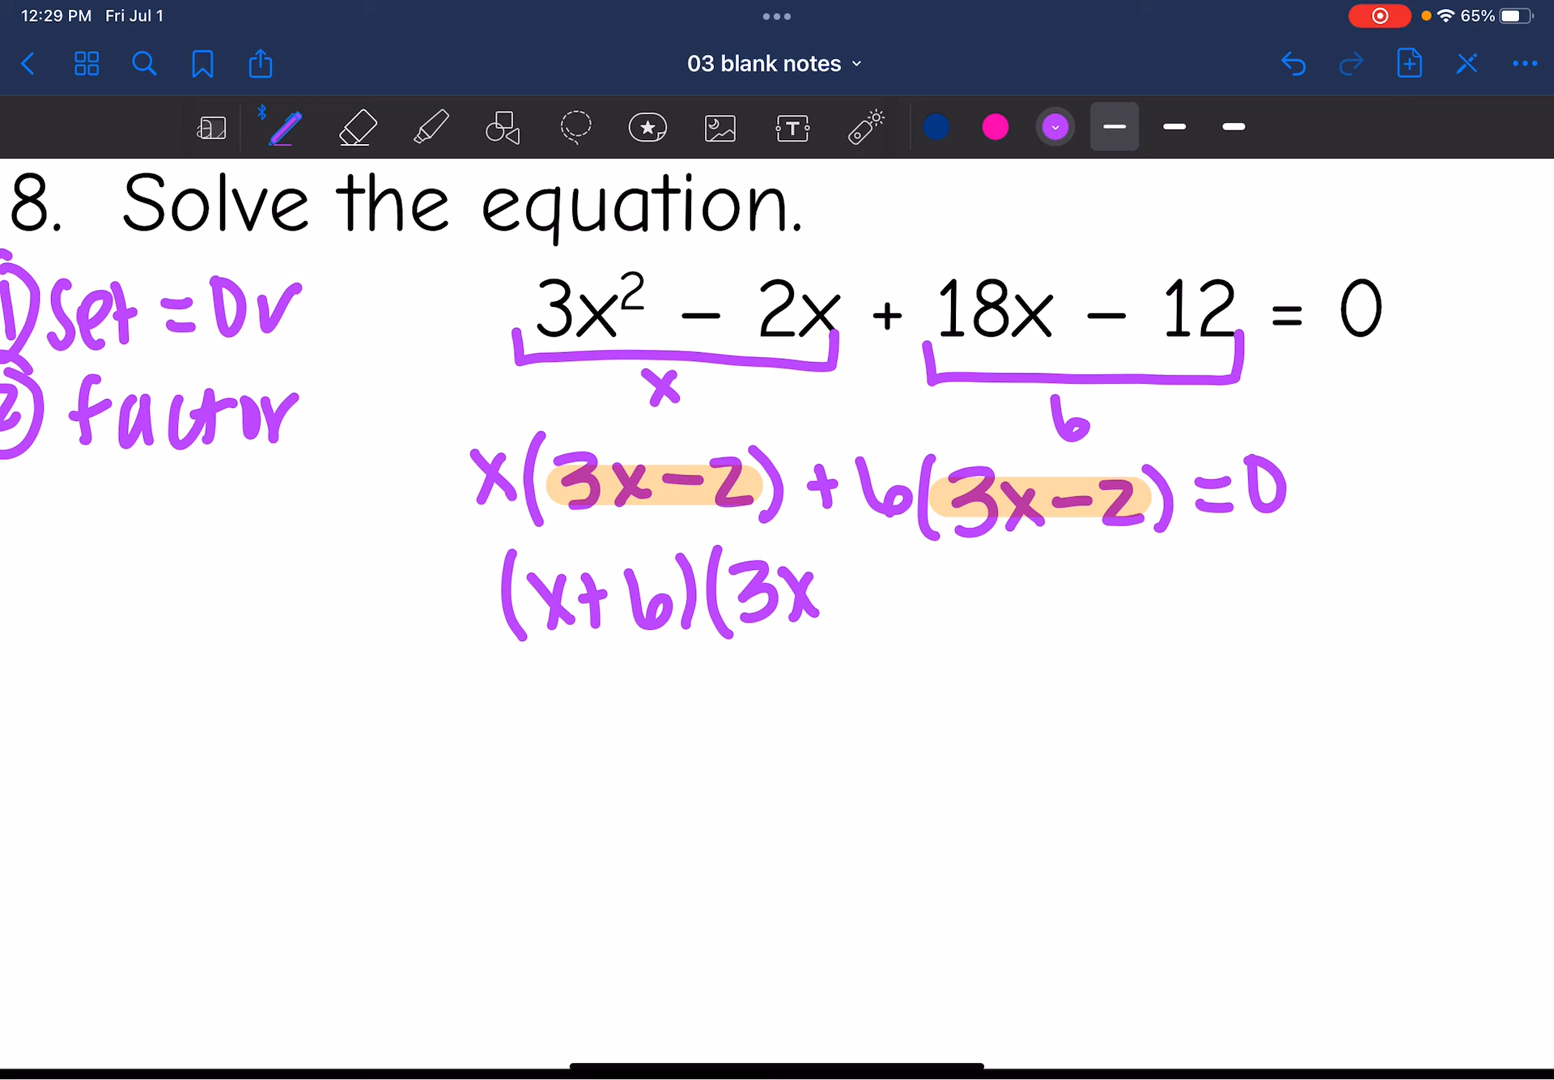 12:29 PM Fri Jul 1
65%
03 blank notes
8. Solve the equation.
1) set = 0 ✓
3x² − 2x + 18x − 12 = 0
x
6
2) factor
x(3x−2) + 6(3x−2) = 0
(x+6)(3x